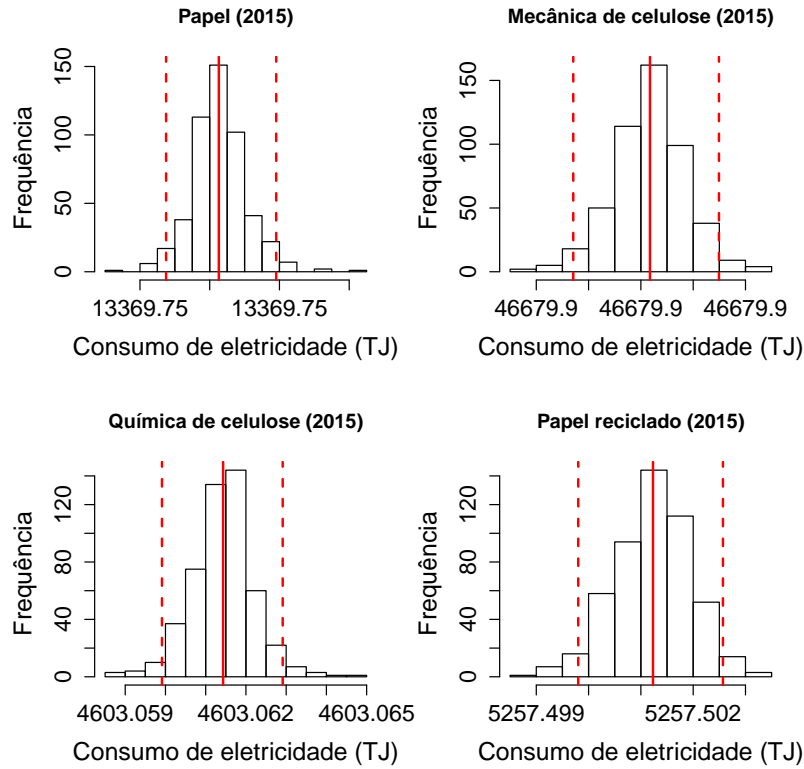 Papel (2015)
Frequência
0
50
100
150
13369.75 13369.75
Consumo de eletricidade (TJ)
Mecânica de celulose (2015)
Frequência
0
50
100
150
46679.9 46679.9 46679.9
Consumo de eletricidade (TJ)
Química de celulose (2015)
Frequência
0
40
80
120
4603.059 4603.062 4603.065
Consumo de eletricidade (TJ)
Papel reciclado (2015)
Frequência
0
40
80
120
5257.499 5257.502
Consumo de eletricidade (TJ)